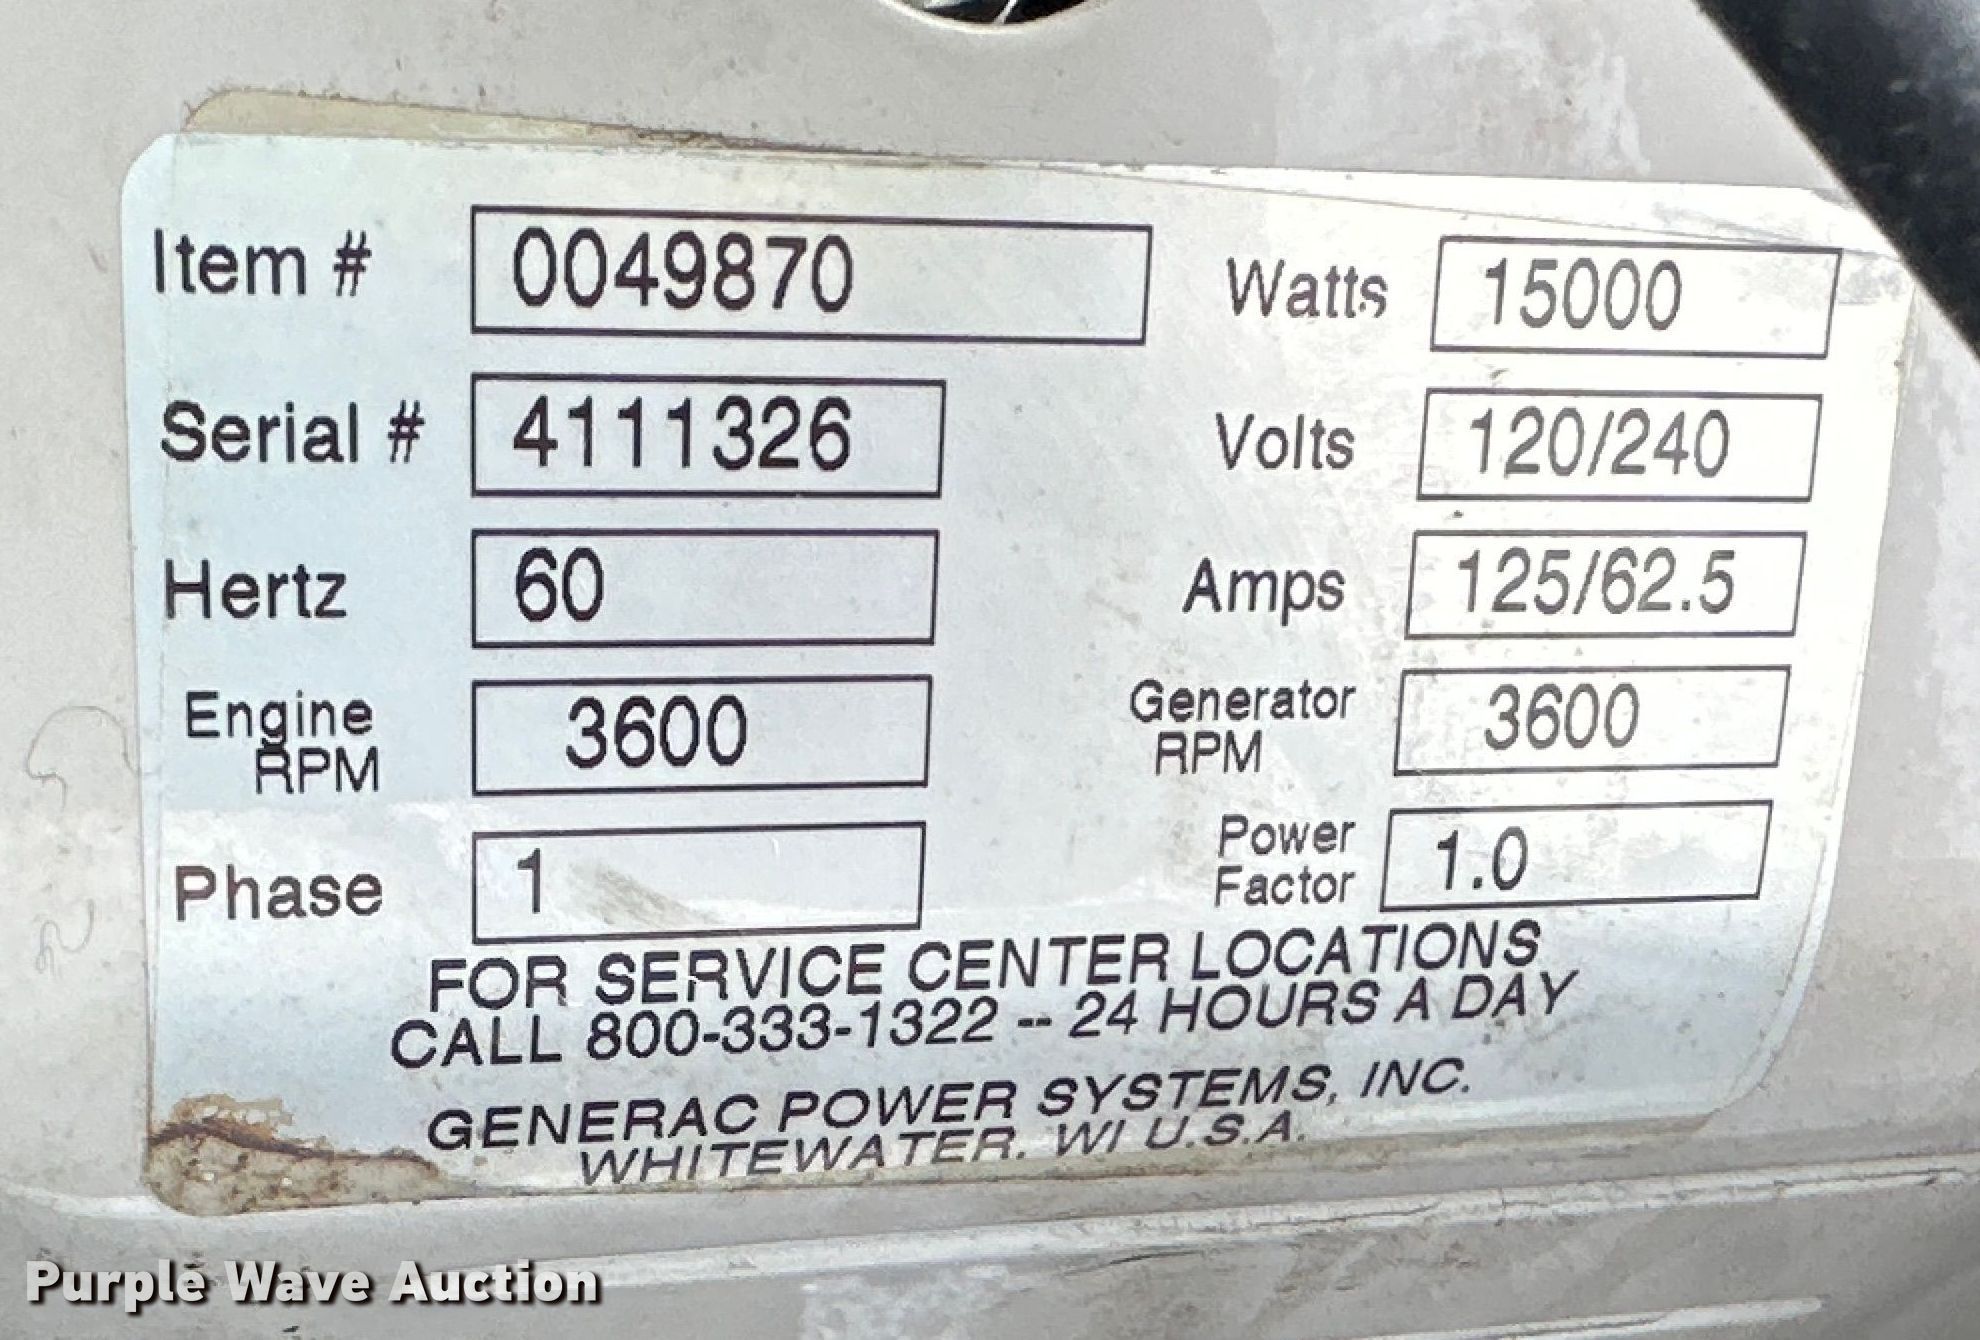 Item # 0049870 Watts 15000
Serial # 4111326 Volts 120/240
Hertz 60 Amps 125/62.5
Engine RPM 3600 Generator RPM 3600
Phase 1 Power Factor 1.0
FOR SERVICE CENTER LOCATIONS
CALL 800-333-1322 -- 24 HOURS A DAY
GENERAC POWER SYSTEMS, INC.
WHITEWATER, WI U.S.A.
Purple Wave Auction